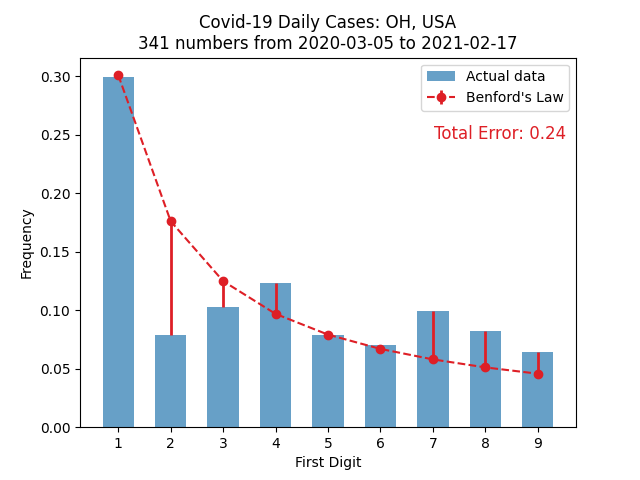 Covid-19 Daily Cases: OH, USA
341 numbers from 2020-03-05 to 2021-02-17
Actual data
Benford's Law
Total Error: 0.24
Frequency
0.30
0.25
0.20
0.15
0.10
0.05
0.00
1 2 3 4 5 6 7 8 9
First Digit